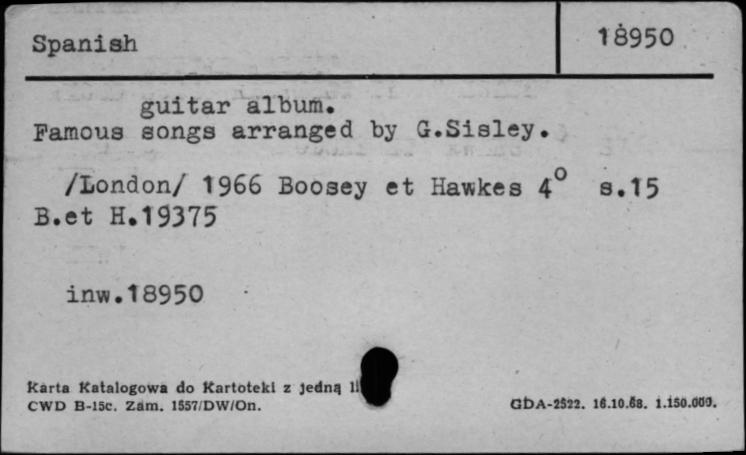 Spanish 18950
guitar album.
Famous songs arranged by G.Sisley.
/London/ 1966 Boosey et Hawkes 4° s.15
B.et H.19375
inw.18950
Karta Katalogowa do Kartoteki z jedną
CWD B-15c. Zam. 1557/DW/On. GDA-2522. 16.10.68. 1.150.000.